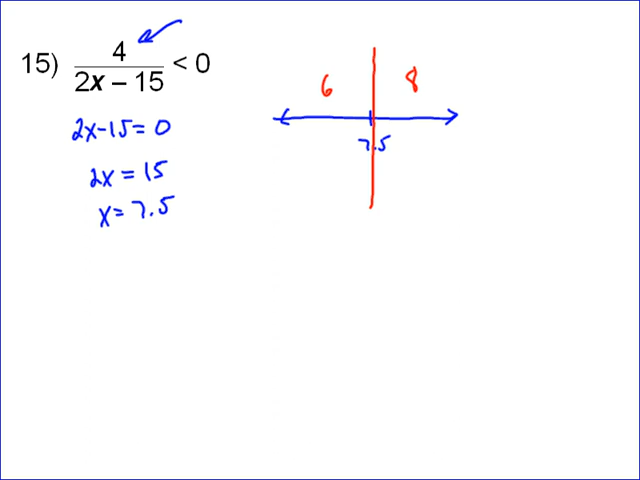 15) 4 / 2x – 15 < 0
2x-15=0
2x = 15
x= 7.5
6 8
7.5